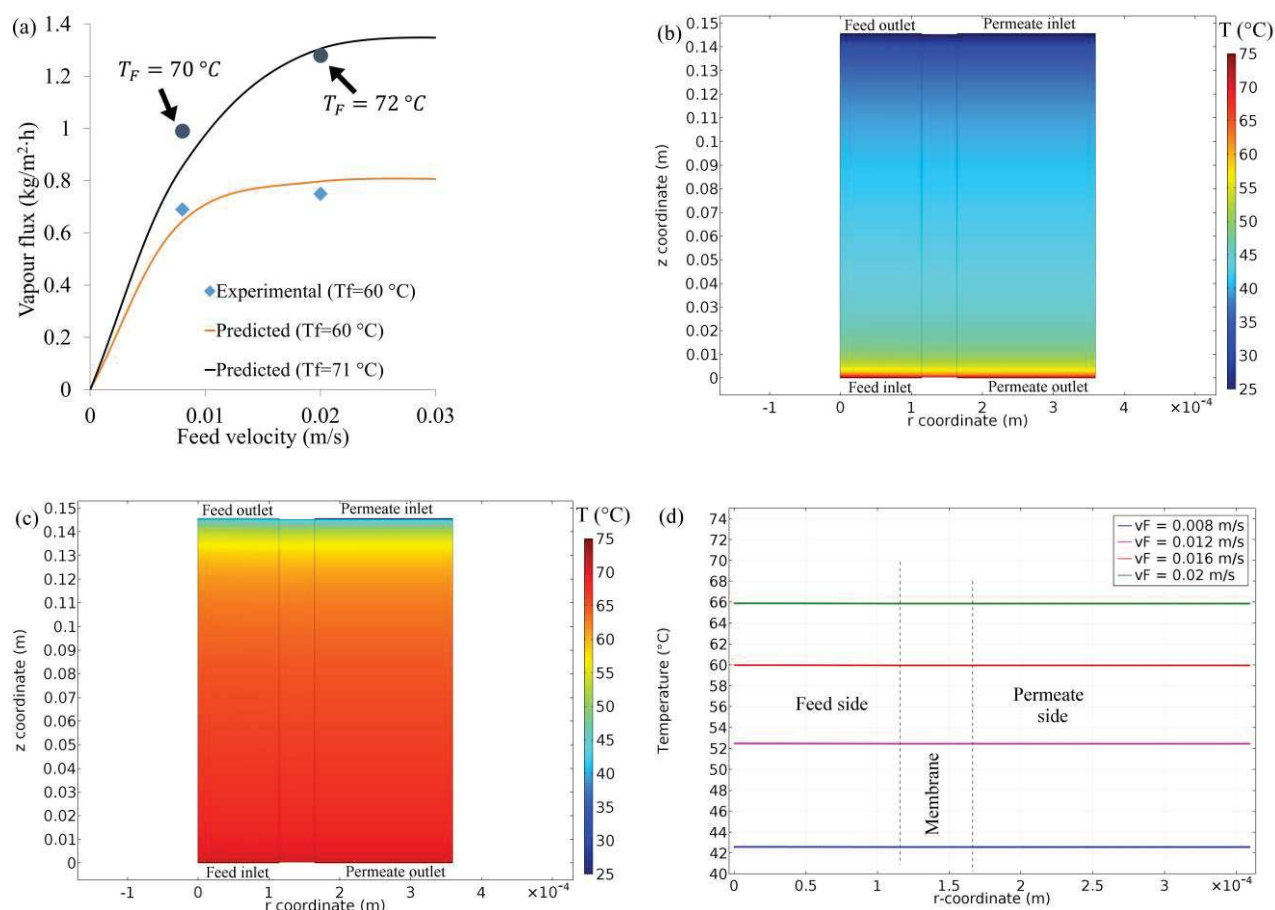 (a)
Vapour flux (kg/m²·h)
1.4
1.2
1
0.8
0.6
0.4
0.2
0
T_F = 70 °C
T_F = 72 °C
Experimental (Tf=60 °C)
Predicted (Tf=60 °C)
Predicted (Tf=71 °C)
0 0.01 0.02 0.03
Feed velocity (m/s)
(b)
Feed outlet Permeate inlet
T (°C)
z coordinate (m)
0.15
0.14
0.13
0.12
0.11
0.1
0.09
0.08
0.07
0.06
0.05
0.04
0.03
0.02
0.01
0
75
70
65
60
55
50
45
40
35
30
25
Feed inlet Permeate outlet
-1 0 1 2 3 4 ×10⁻⁴
r coordinate (m)
(c)
Feed outlet Permeate inlet
T (°C)
z coordinate (m)
0.15
0.14
0.13
0.12
0.11
0.1
0.09
0.08
0.07
0.06
0.05
0.04
0.03
0.02
0.01
0
75
70
65
60
55
50
45
40
35
30
25
Feed inlet Permeate outlet
-1 0 1 2 3 4 ×10⁻⁴
r coordinate (m)
(d)
Temperature (°C)
74
72
70
68
66
64
62
60
58
56
54
52
50
48
46
44
42
40
vF = 0.008 m/s
vF = 0.012 m/s
vF = 0.016 m/s
vF = 0.02 m/s
Feed side
Membrane
Permeate
side
0 0.5 1 1.5 2 2.5 3 3.5 ×10⁻⁴
r-coordinate (m)